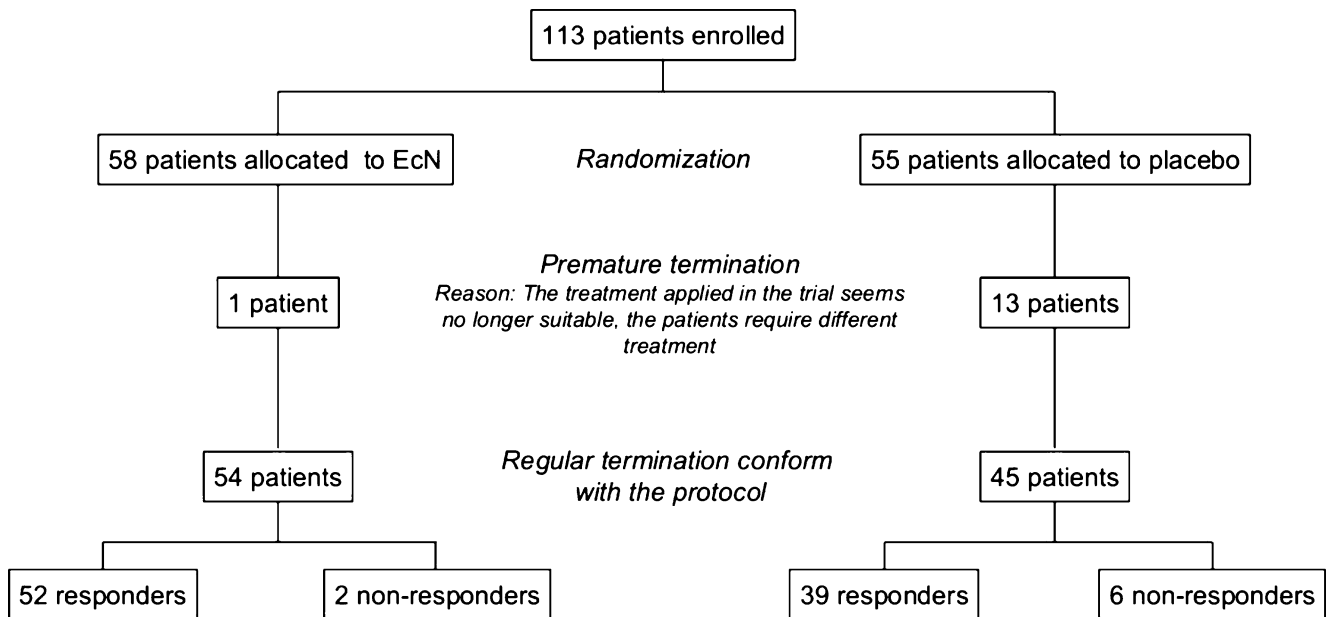 113 patients enrolled
58 patients allocated to EcN
Randomization
55 patients allocated to placebo
Premature termination
Reason: The treatment applied in the trial seems
no longer suitable, the patients require different
treatment
1 patient
13 patients
54 patients
Regular termination conform
with the protocol
45 patients
52 responders
2 non-responders
39 responders
6 non-responders